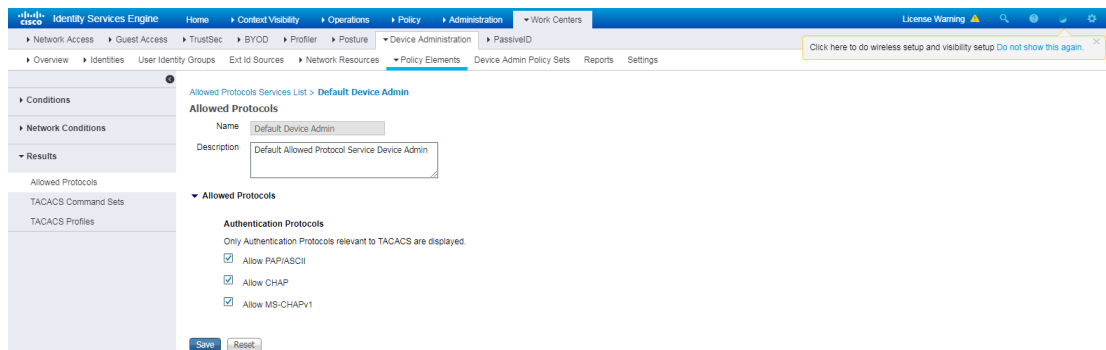 cisco Identity Services Engine Home Context Visibility Operations Policy Administration Work Centers License Warning
Network Access Guest Access TrustSec BYOD Profiler Posture Device Administration PassiveID
Click here to do wireless setup and visibility setup Do not show this again.
Overview Identities User Identity Groups Ext Id Sources Network Resources Policy Elements Device Admin Policy Sets Reports Settings
Conditions
Network Conditions
Results
Allowed Protocols
TACACS Command Sets
TACACS Profiles
Allowed Protocols Services List > Default Device Admin
Allowed Protocols
Name Default Device Admin
Description Default Allowed Protocol Service Device Admin
Allowed Protocols
Authentication Protocols
Only Authentication Protocols relevant to TACACS are displayed.
Allow PAP/ASCII
Allow CHAP
Allow MS-CHAPv1
Save Reset